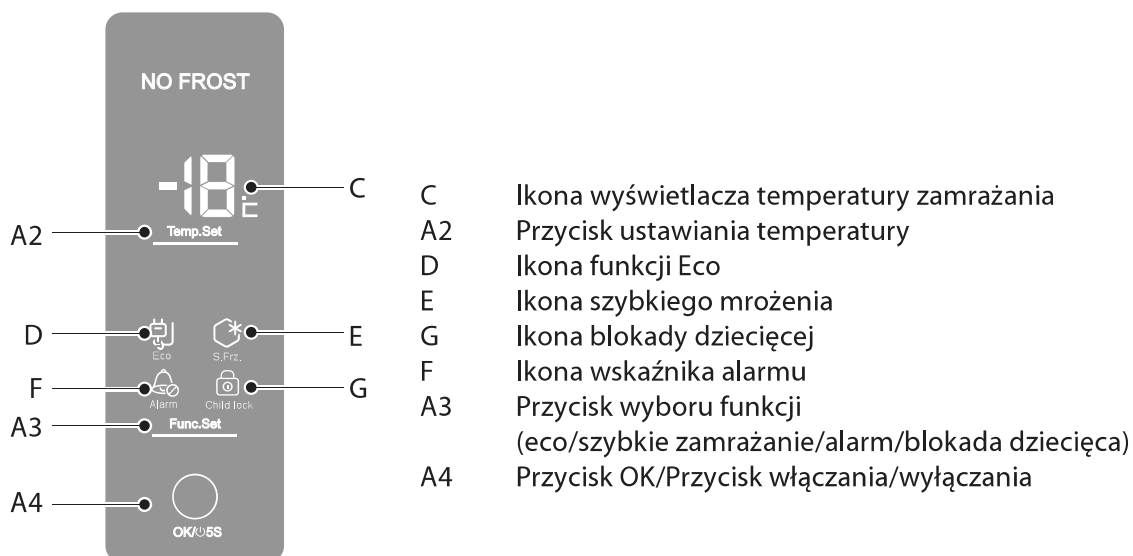 NO FROST
-18 °C
C
Temp.Set
A2
D
Eco
S.Frz.
E
F
Alarm
Child lock
G
Func.Set
A3
A4
OK/⏻5S
C Ikona wyświetlacza temperatury zamrażania
A2 Przycisk ustawiania temperatury
D Ikona funkcji Eco
E Ikona szybkiego mrożenia
G Ikona blokady dziecięcej
F Ikona wskaźnika alarmu
A3 Przycisk wyboru funkcji
(eco/szybkie zamrażanie/alarm/blokada dziecięca)
A4 Przycisk OK/Przycisk włączania/wyłączania